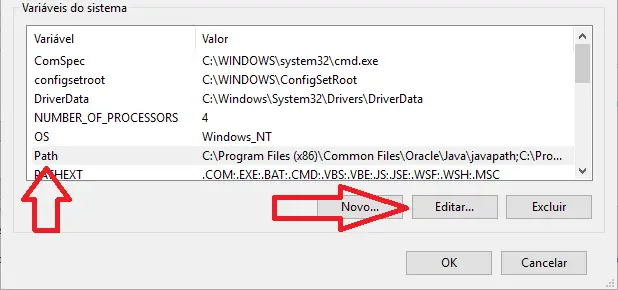 Variáveis do sistema
Variável Valor
ComSpec C:\WINDOWS\system32\cmd.exe
configsetroot C:\WINDOWS\ConfigSetRoot
DriverData C:\Windows\System32\Drivers\DriverData
NUMBER_OF_PROCESSORS 4
OS Windows_NT
Path C:\Program Files (x86)\Common Files\Oracle\Java\javapath;C:\Pro...
PATHEXT .COM;.EXE;.BAT;.CMD;.VBS;.VBE;.JS;.JSE;.WSF;.WSH;.MSC
Novo... Editar... Excluir
OK Cancelar